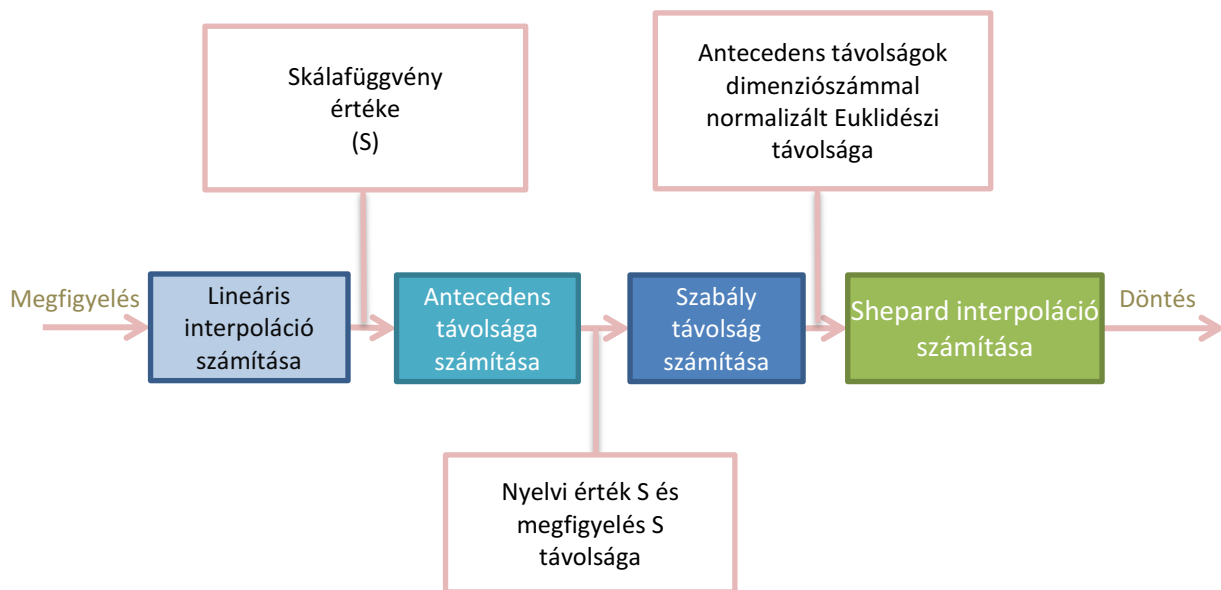 Skálafüggvény
értéke
(S)
Antecedens távolságok
dimenziószámmal
normalizált Euklidészi
távolsága
Megfigyelés
Lineáris
interpoláció
számítása
Antecedens
távolsága
számítása
Szabály
távolság
számítása
Shepard interpoláció
számítása
Döntés
Nyelvi érték S és
megfigyelés S
távolsága